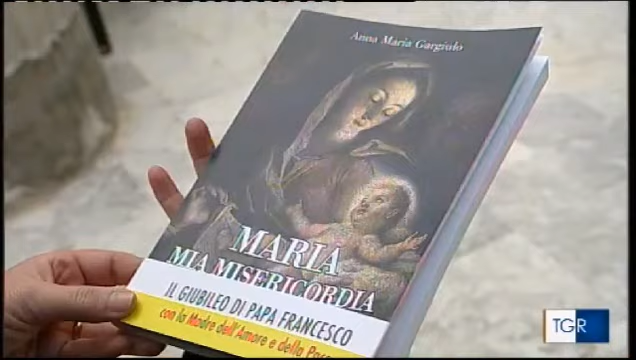 Anna Maria Gargiulo
MARIA
MIA MISERICORDIA
IL GIUBILEO DI PAPA FRANCESCO
con la Madre dell'Amore e della
TGR